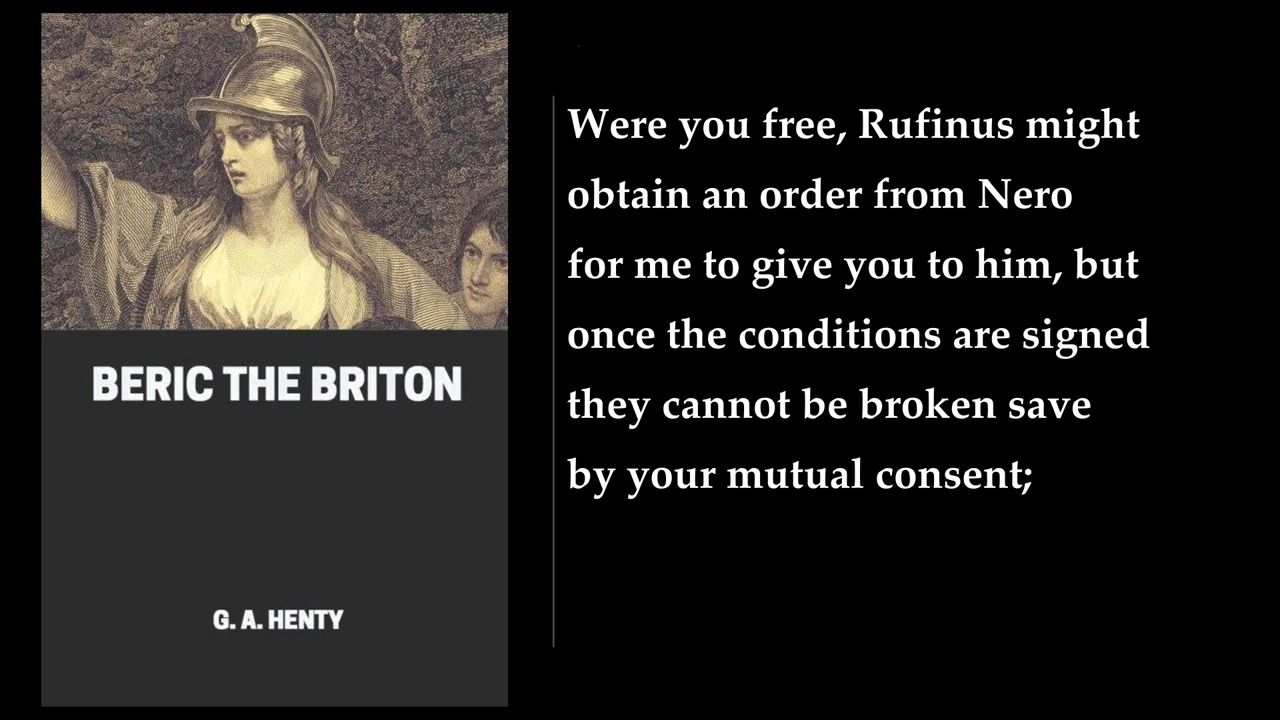 BERIC THE BRITON
G. A. HENTY
Were you free, Rufinus might
obtain an order from Nero
for me to give you to him, but
once the conditions are signed
they cannot be broken save
by your mutual consent;